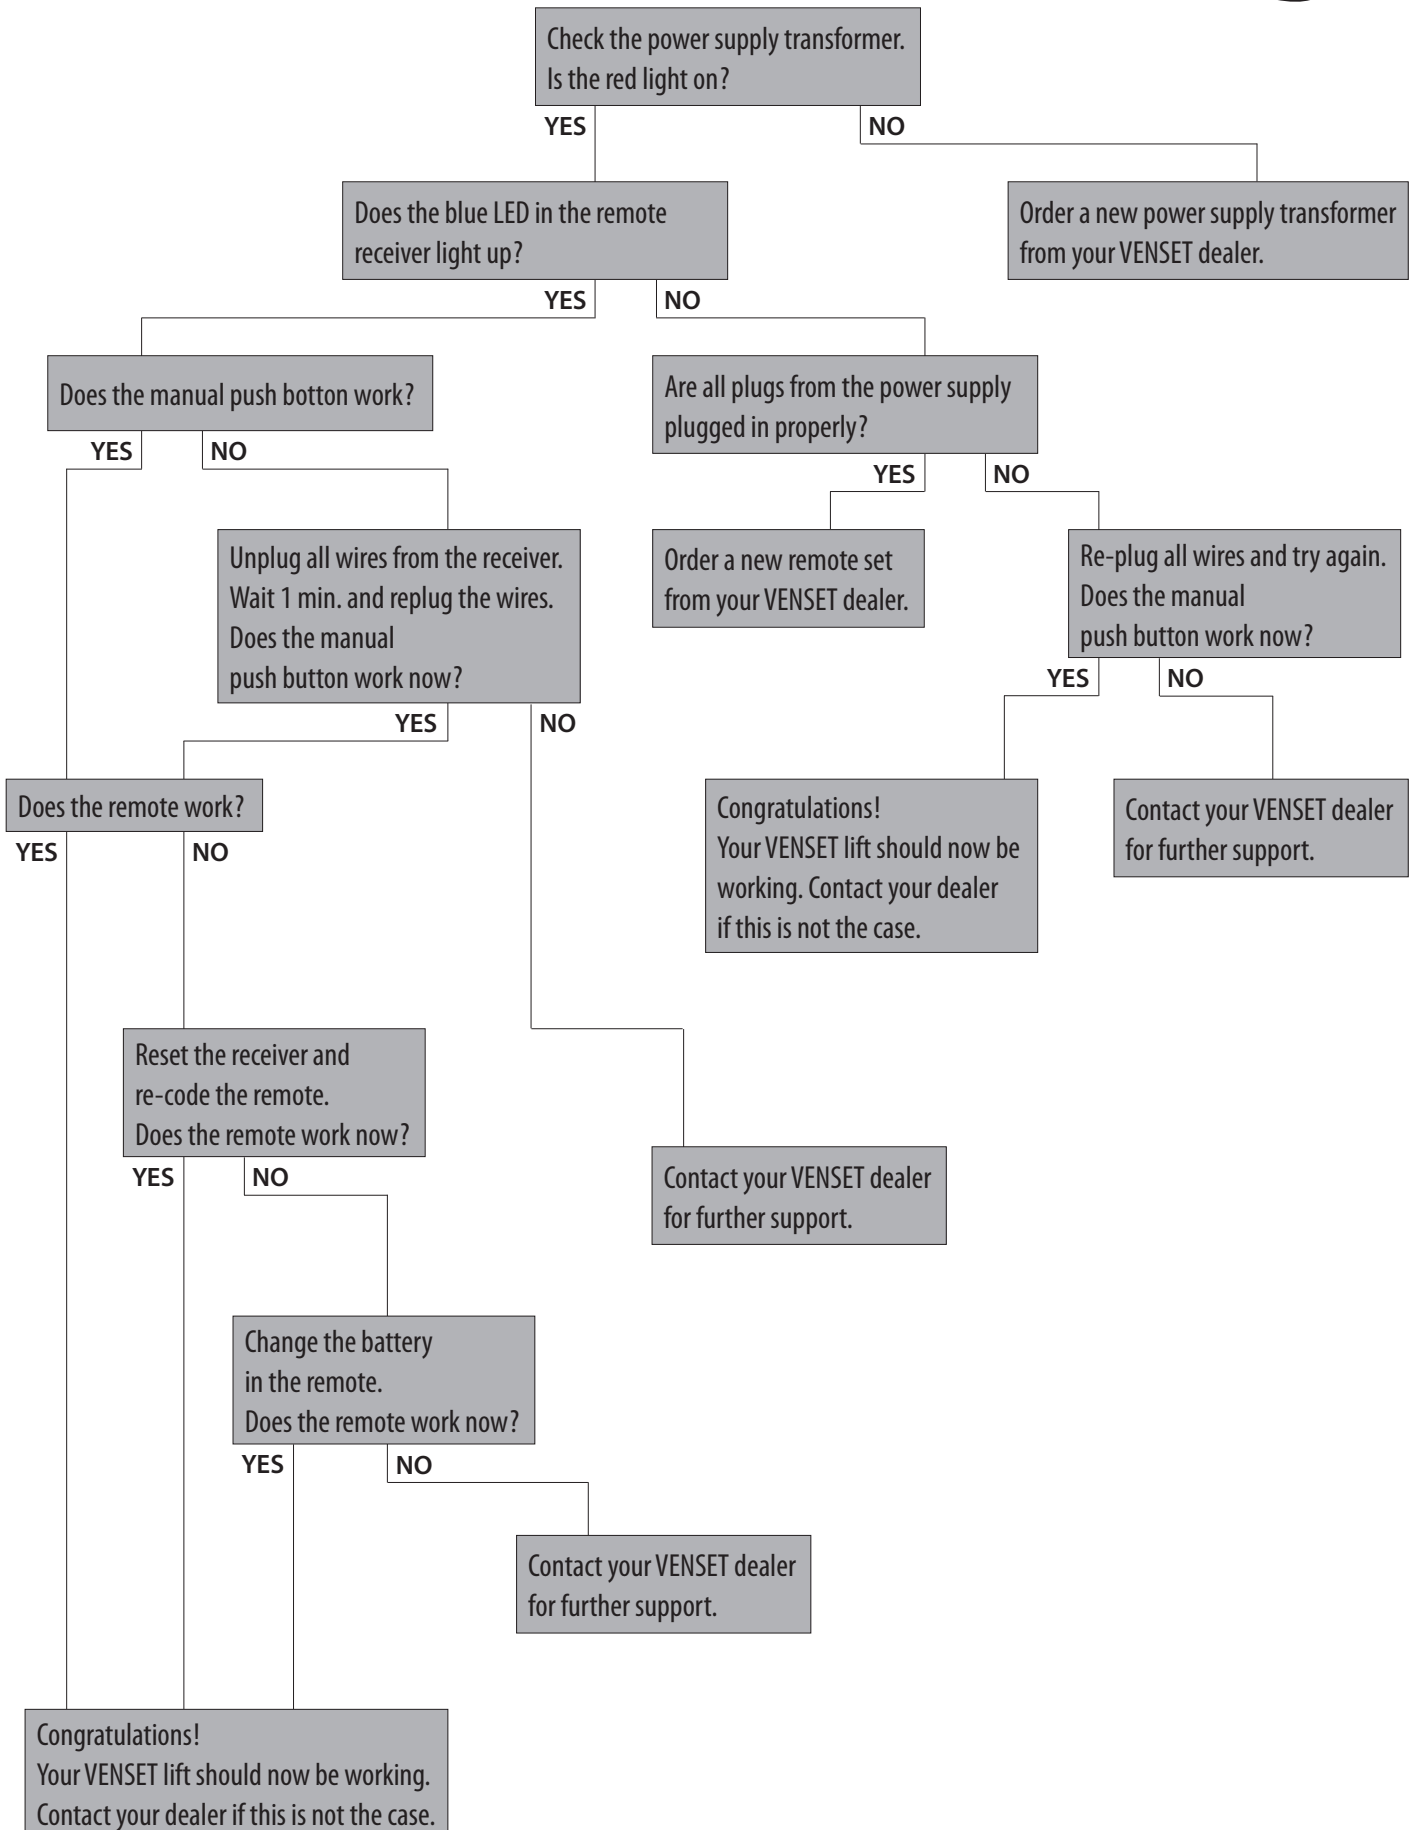 Check the power supply transformer.
Is the red light on?
YES
NO
Does the blue LED in the remote
receiver light up?
Order a new power supply transformer
from your VENSET dealer.
YES
NO
Does the manual push botton work?
Are all plugs from the power supply
plugged in properly?
YES
NO
YES
NO
Unplug all wires from the receiver.
Wait 1 min. and replug the wires.
Does the manual
push button work now?
Order a new remote set
from your VENSET dealer.
Re-plug all wires and try again.
Does the manual
push button work now?
YES
NO
YES
NO
Does the remote work?
Congratulations!
Your VENSET lift should now be
working. Contact your dealer
if this is not the case.
Contact your VENSET dealer
for further support.
YES
NO
Reset the receiver and
re-code the remote.
Does the remote work now?
YES
NO
Contact your VENSET dealer
for further support.
Change the battery
in the remote.
Does the remote work now?
YES
NO
Contact your VENSET dealer
for further support.
Congratulations!
Your VENSET lift should now be working.
Contact your dealer if this is not the case.